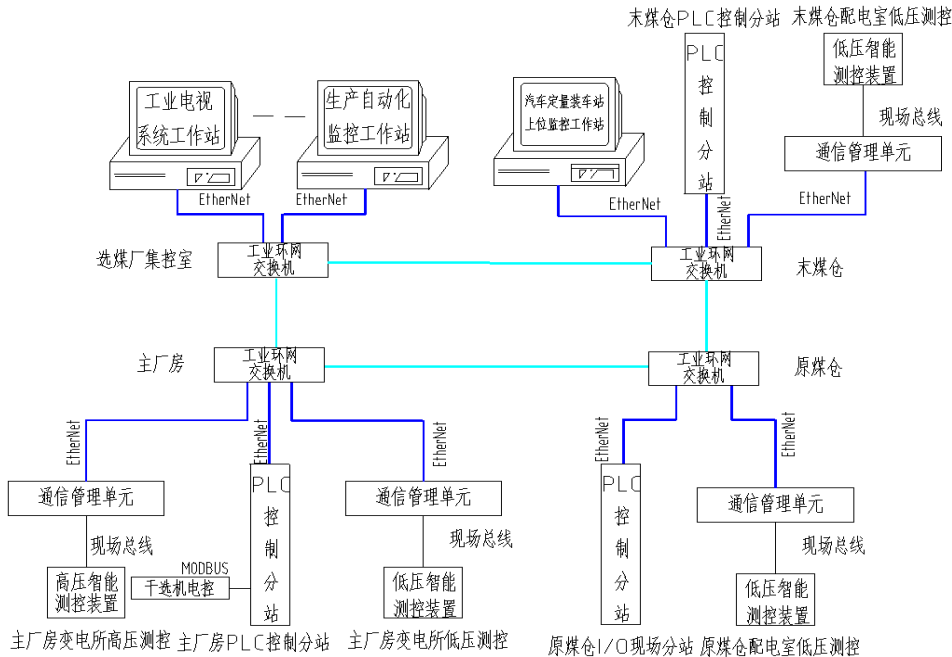 末煤仓PLC控制分站
末煤仓配电室低压测控
工业电视
系统工作站
生产自动化
监控工作站
汽车定量装车站
上位监控工作站
PLC
控
制
分
站
低压智能
测控装置
现场总线
通信管理单元
EtherNet
EtherNet
EtherNet
EtherNet
EtherNet
选煤厂集控室
工业环网
交换机
工业环网
交换机
末煤仓
主厂房
工业环网
交换机
工业环网
交换机
原煤仓
EtherNet
EtherNet
EtherNet
EtherNet
EtherNet
通信管理单元
现场总线
高压智能
测控装置
主厂房变电所高压测控
MODBUS
干选机电控
PLC
控
制
分
站
主厂房PLC控制分站
通信管理单元
现场总线
低压智能
测控装置
主厂房变电所低压测控
PLC
控
制
分
站
原煤仓I/O现场分站
通信管理单元
现场总线
低压智能
测控装置
原煤仓配电室低压测控